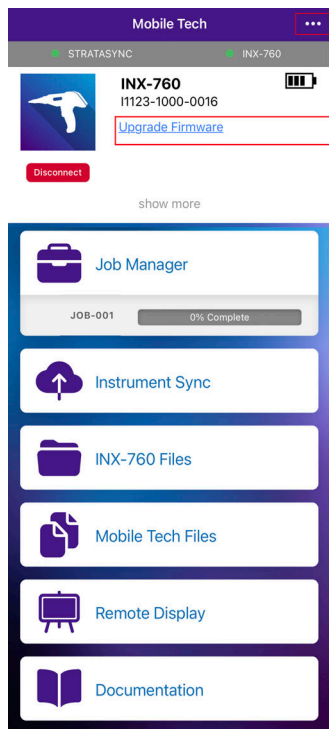 Mobile Tech
STRATASYNC INX-760
INX-760
I1123-1000-0016
Upgrade Firmware
Disconnect
show more
Job Manager
JOB-001 0% Complete
Instrument Sync
INX-760 Files
Mobile Tech Files
Remote Display
Documentation